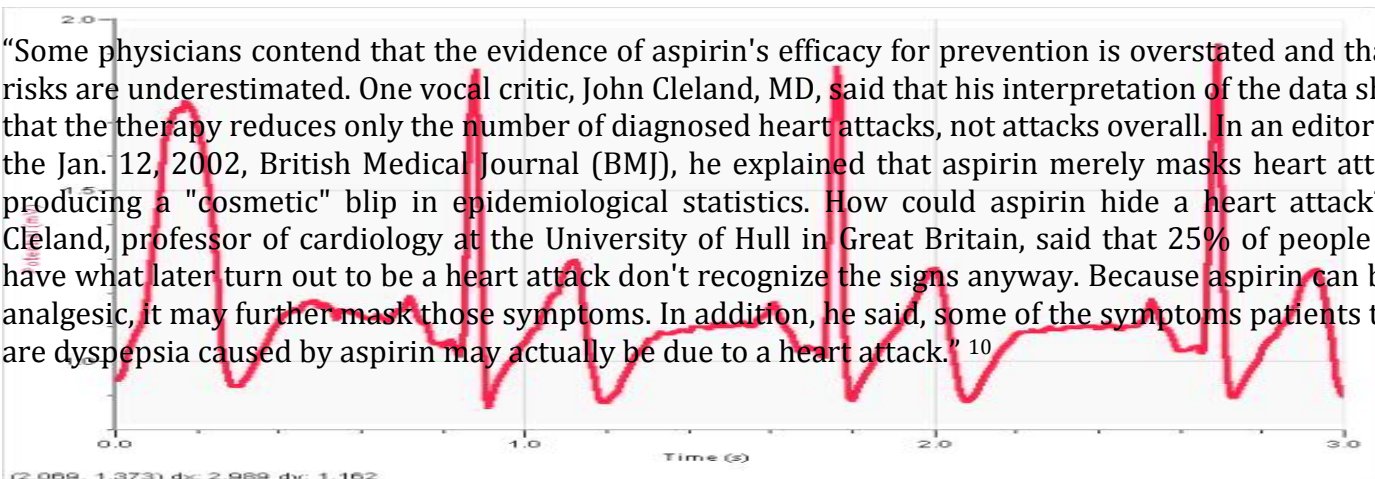 2.0
“Some physicians contend that the evidence of aspirin's efficacy for prevention is overstated and
risks are underestimated. One vocal critic, John Cleland, MD, said that his interpretation of the data
that the therapy reduces only the number of diagnosed heart attacks, not attacks overall. In an
the Jan. 12, 2002, British Medical Journal (BMJ), he explained that aspirin merely masks heart
1.5
producing a "cosmetic" blip in epidemiological statistics. How could aspirin hide a heart attack
Cleland, professor of cardiology at the University of Hull in Great Britain, said that 25% of people
have what later turn out to be a heart attack don't recognize the signs anyway. Because aspirin can
analgesic, it may further mask those symptoms. In addition, he said, some of the symptoms patients
are dyspepsia caused by aspirin may actually be due to a heart attack.” 10
0.0 1.0 2.0 3.0
Time (s)
(2.069, 1.373) dx: 2.989 dy: 1.162